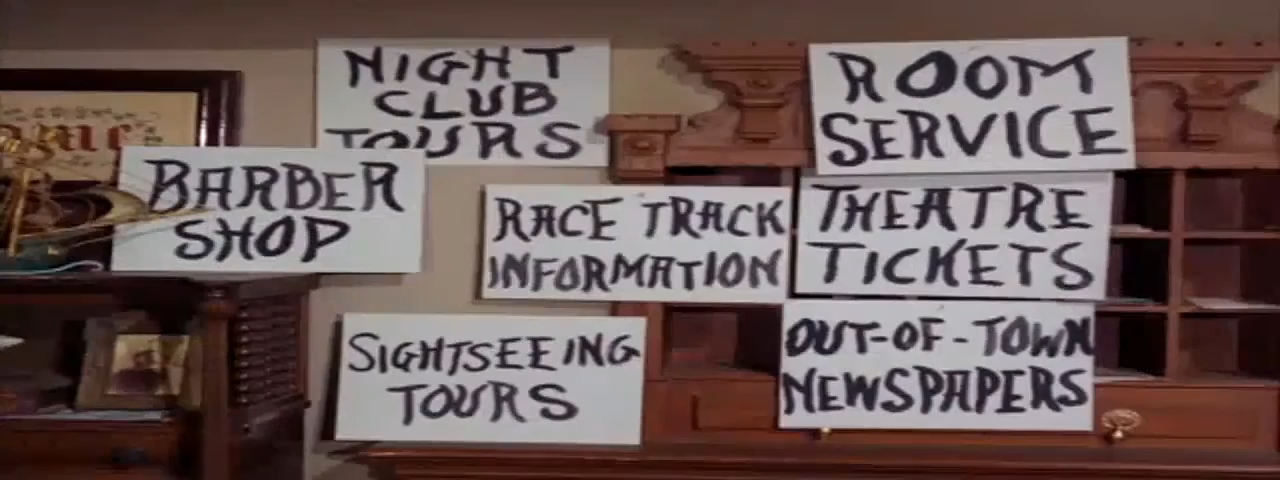 NIGHT
CLUB
TOURS
ROOM
SERVICE
BARBER
SHOP
RACE TRACK
INFORMATION
THEATRE
TICKETS
SIGHTSEEING
TOURS
OUT-OF-TOWN
NEWSPAPERS